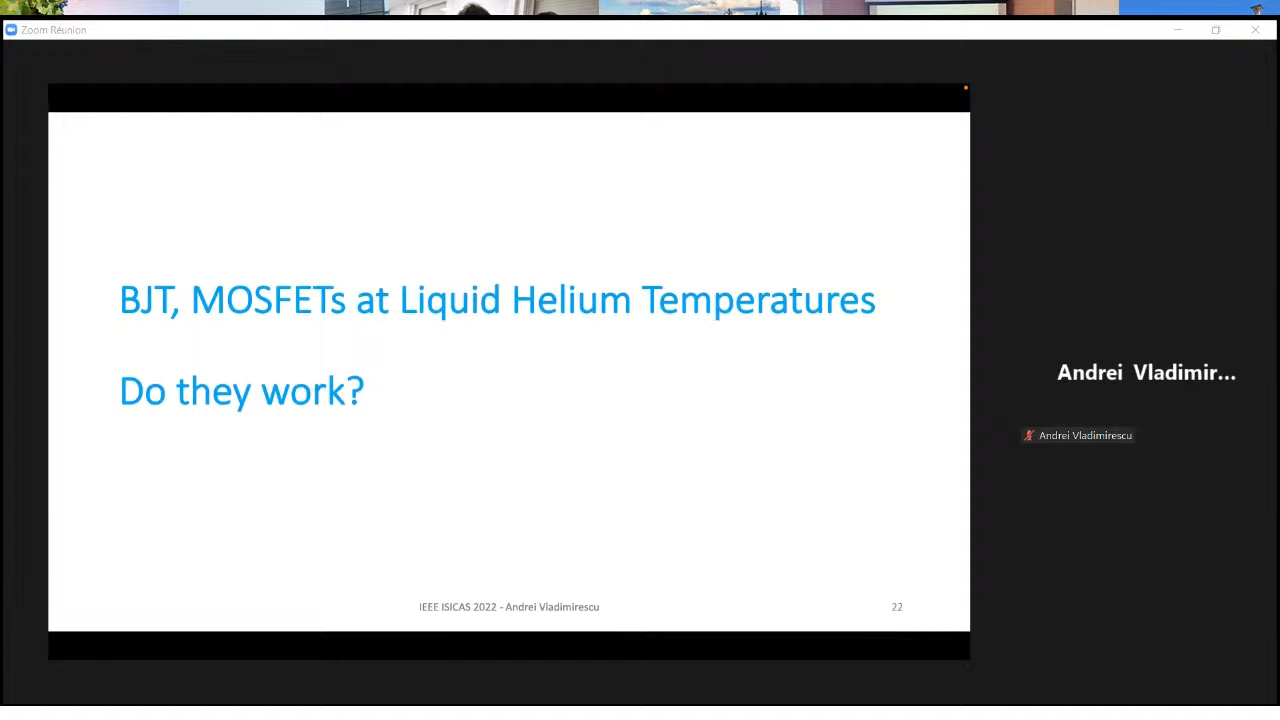 Zoom Réunion
BJT, MOSFETs at Liquid Helium Temperatures
Do they work?
Andrei Vladimir...
Andrei Vladimirescu
IEEE ISICAS 2022 - Andrei Vladimirescu
22